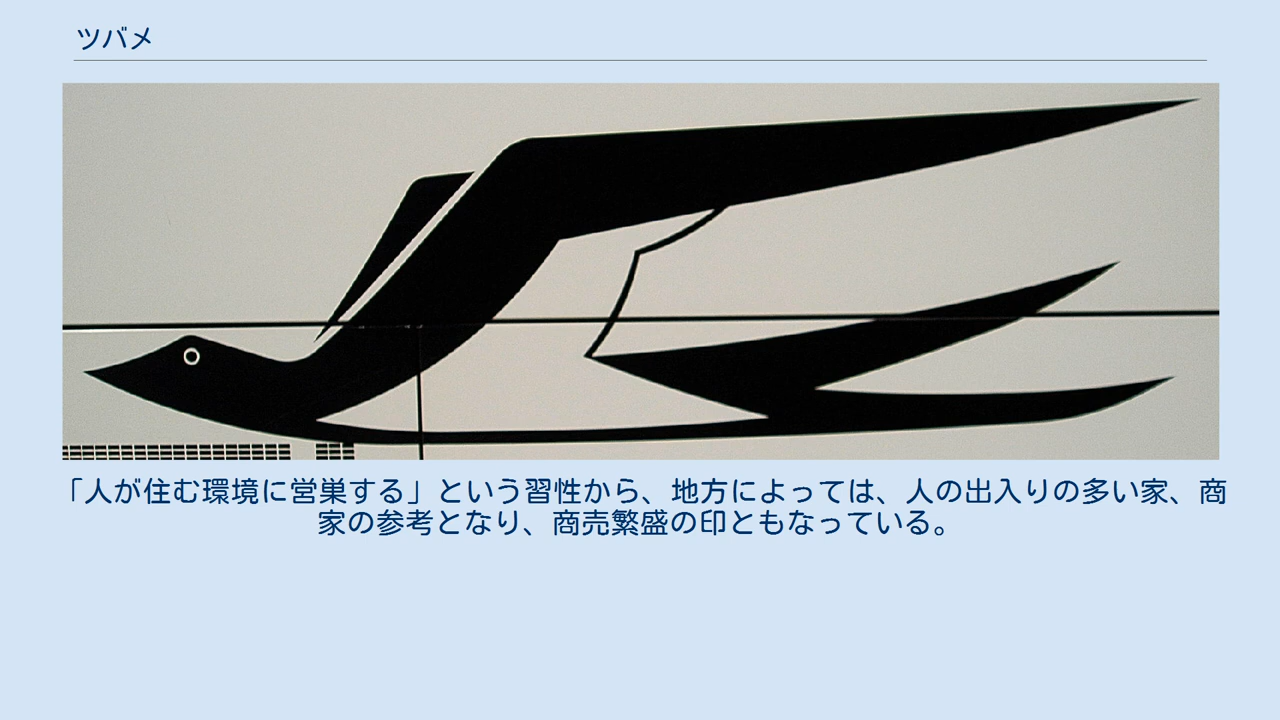 ツバメ
「人が住む環境に営巣する」という習性から、地方によっては、人の出入りの多い家、商
家の参考となり、商売繁盛の印ともなっている。